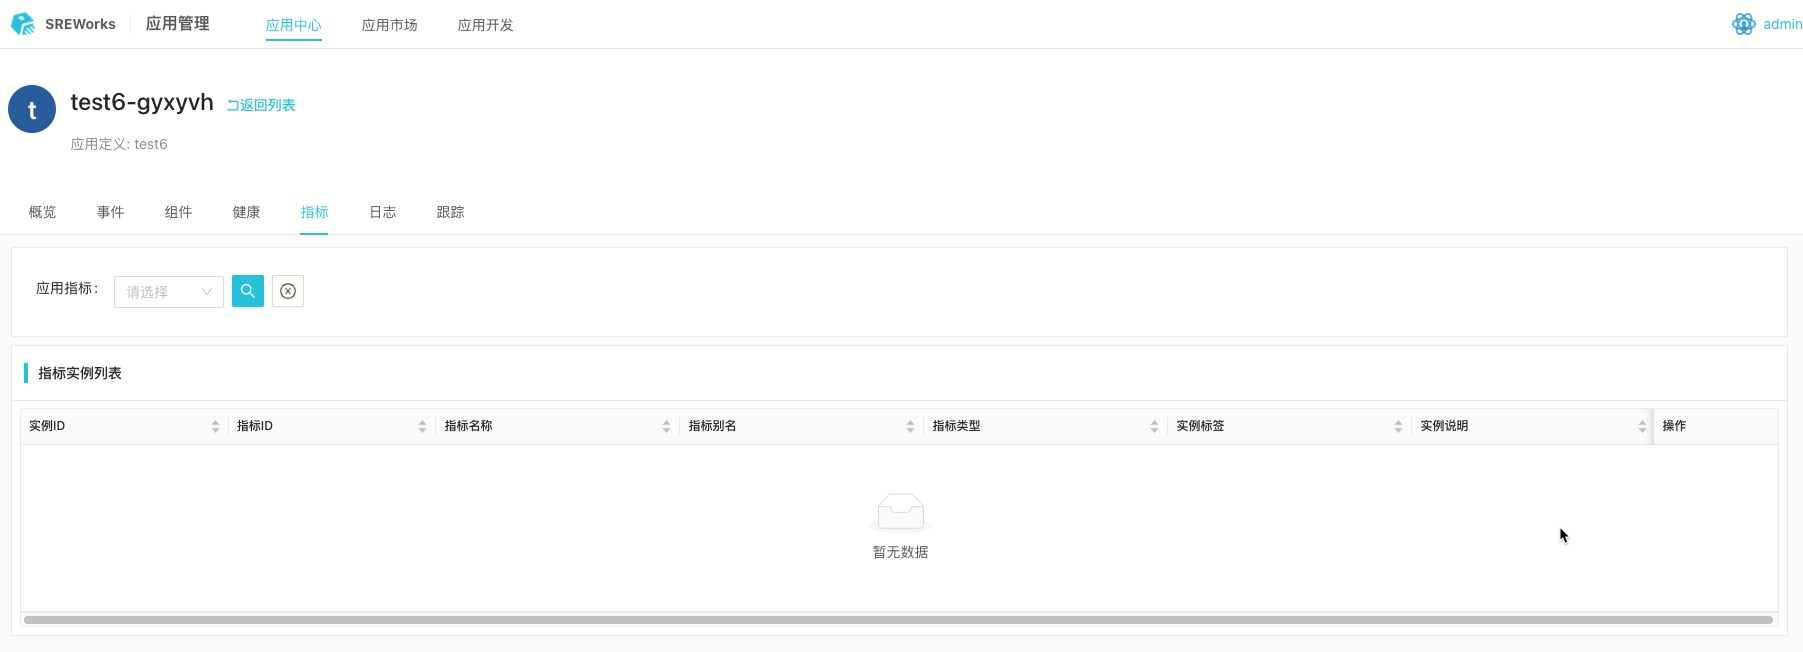 SREWorks 应用管理 应用中心 应用市场 应用开发 admin
t test6-gyxyvh 返回列表
应用定义: test6
概览 事件 组件 健康 指标 日志 跟踪
应用指标: 请选择
指标实例列表
实例ID 指标ID 指标名称 指标别名 指标类型 实例标签 实例说明 操作
暂无数据